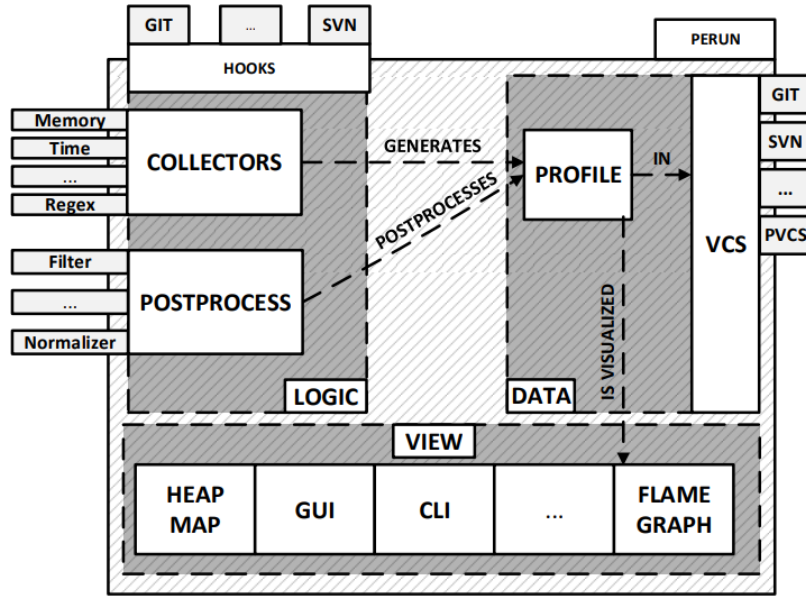 GIT
...
SVN
HOOKS
PERUN
Memory
Time
...
Regex
COLLECTORS
GENERATES
PROFILE
IN
VCS
GIT
SVN
...
PVCS
POSTPROCESSES
Filter
...
Normalizer
POSTPROCESS
IS VISUALIZED
LOGIC
DATA
VIEW
HEAP
MAP
GUI
CLI
...
FLAME
GRAPH